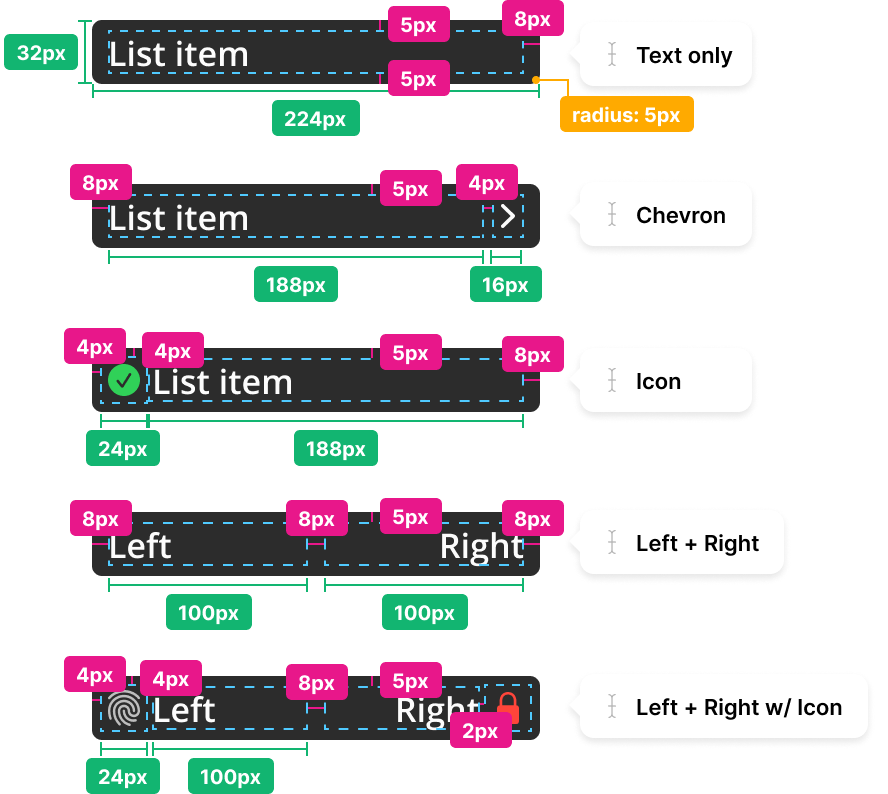 5px
8px
32px
List item
Text only
5px
224px
radius: 5px
8px
5px
4px
List item
Chevron
188px
16px
4px
4px
5px
8px
List item
Icon
24px
188px
8px
8px
5px
8px
Left
Right
Left + Right
100px
100px
4px
4px
8px
5px
Left
Right
Left + Right w/ Icon
2px
24px
100px